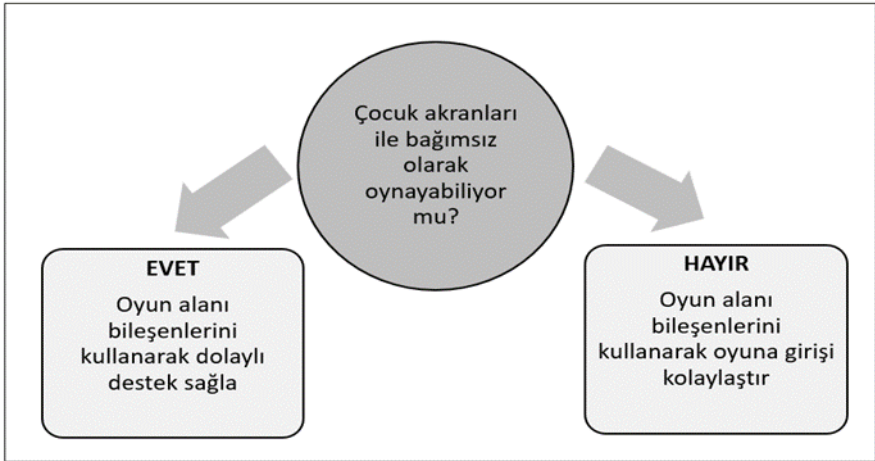 Çocuk akranları
ile bağımsız
olarak
oynayabiliyor
mu?
EVET
Oyun alanı
bileşenlerini
kullanarak dolaylı
destek sağla
HAYIR
Oyun alanı
bileşenlerini
kullanarak oyuna girişi
kolaylaştır